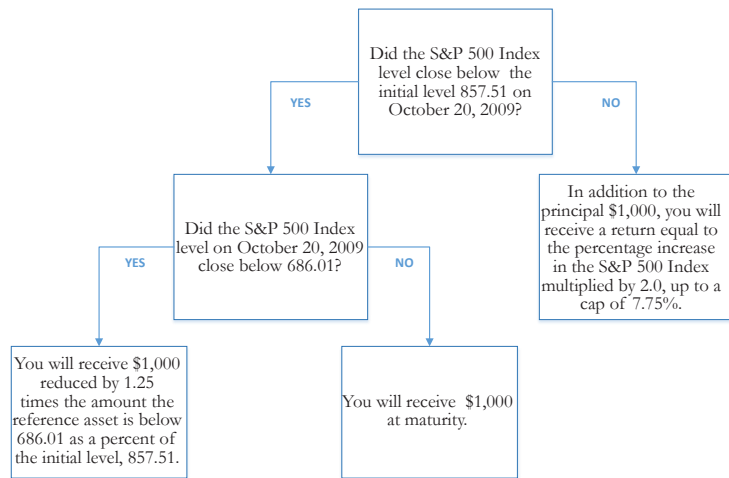 Did the S&P 500 Index
level close below the
initial level 857.51 on
October 20, 2009?
YES
NO
Did the S&P 500 Index
level on October 20, 2009
close below 686.01?
In addition to the
principal $1,000, you will
receive a return equal to
the percentage increase
in the S&P 500 Index
multiplied by 2.0, up to a
cap of 7.75%.
YES
NO
You will receive $1,000
reduced by 1.25
times the amount the
reference asset is below
686.01 as a percent of
the initial level, 857.51.
You will receive $1,000
at maturity.